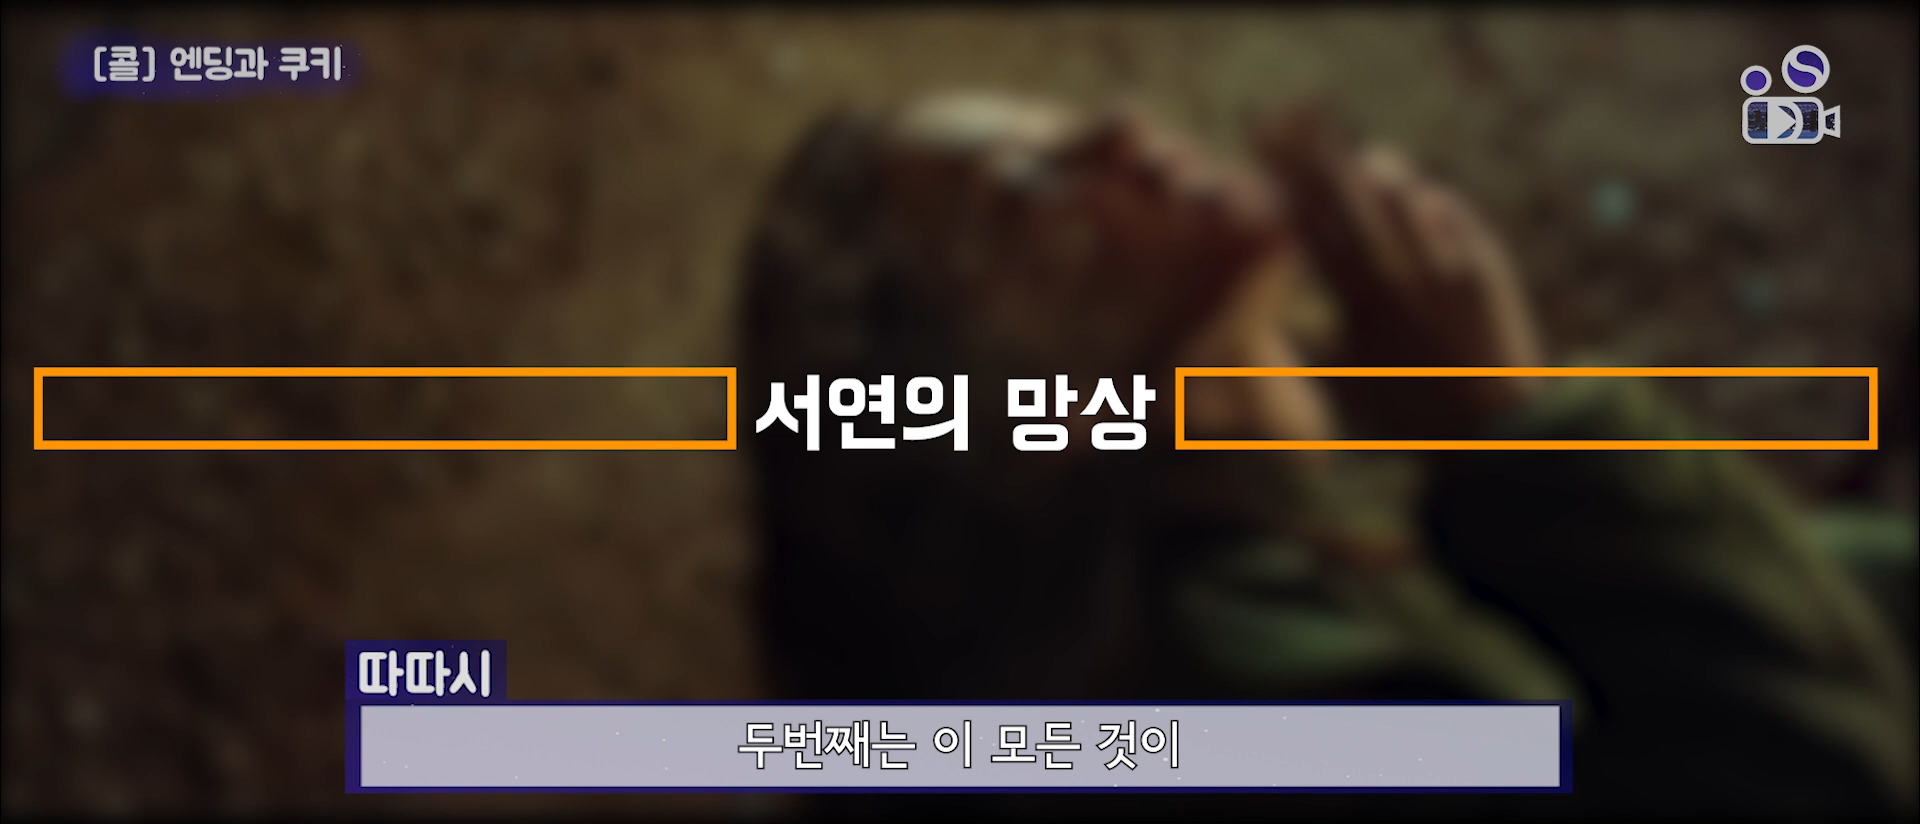 [콜] 엔딩과 쿠키
서연의 망상
따따시
두번째는 이 모든 것이